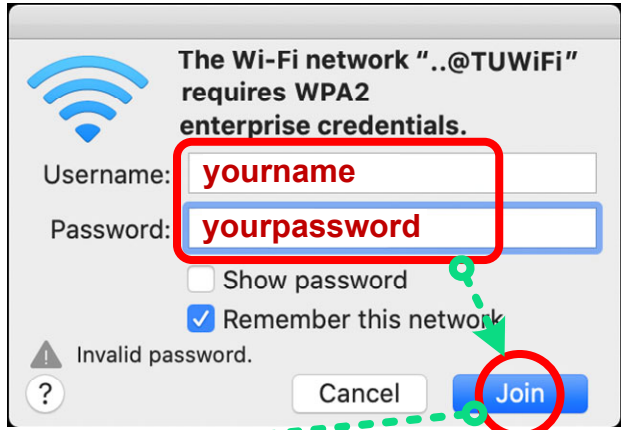 The Wi-Fi network “..@TUWiFi”
requires WPA2
enterprise credentials.
Username: yourname
Password: yourpassword
Show password
Remember this network
Invalid password.
? Cancel Join